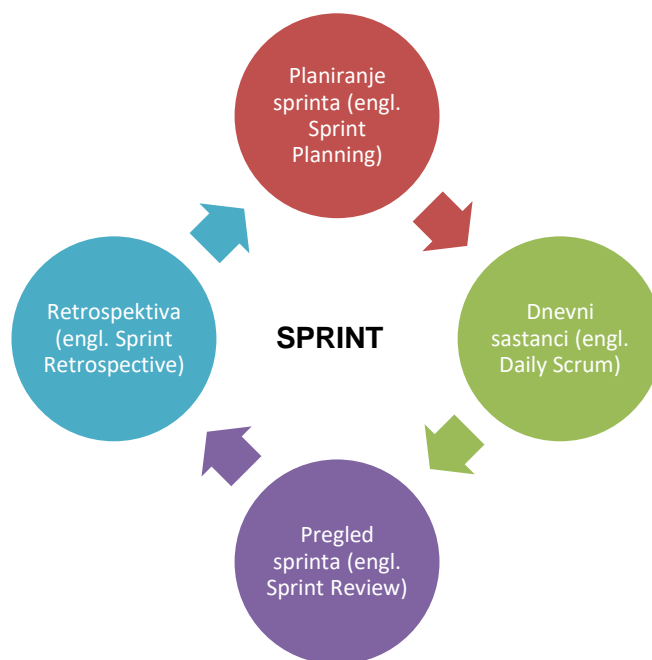 Planiranje
sprinta (engl.
Sprint
Planning)
Retrospektiva
(engl. Sprint
Retrospective)
SPRINT
Dnevni
sastanci (engl.
Daily Scrum)
Pregled
sprinta (engl.
Sprint Review)